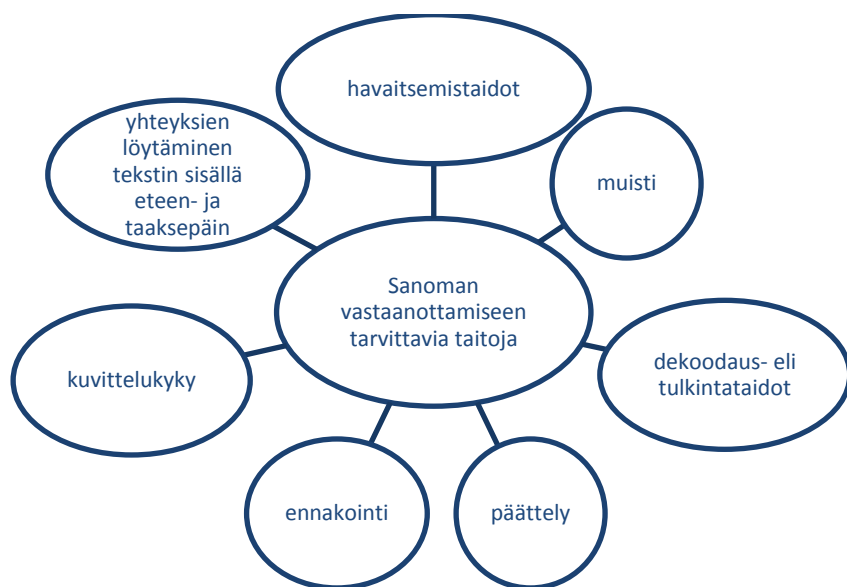 havaitsemistaidot
yhteyksien
löytäminen
tekstin sisällä
eteen- ja
taaksepäin
muisti
Sanoman
vastaanottamiseen
tarvittavia taitoja
kuvittelukyky
dekoodaus- eli
tulkintataidot
ennakointi
päättely